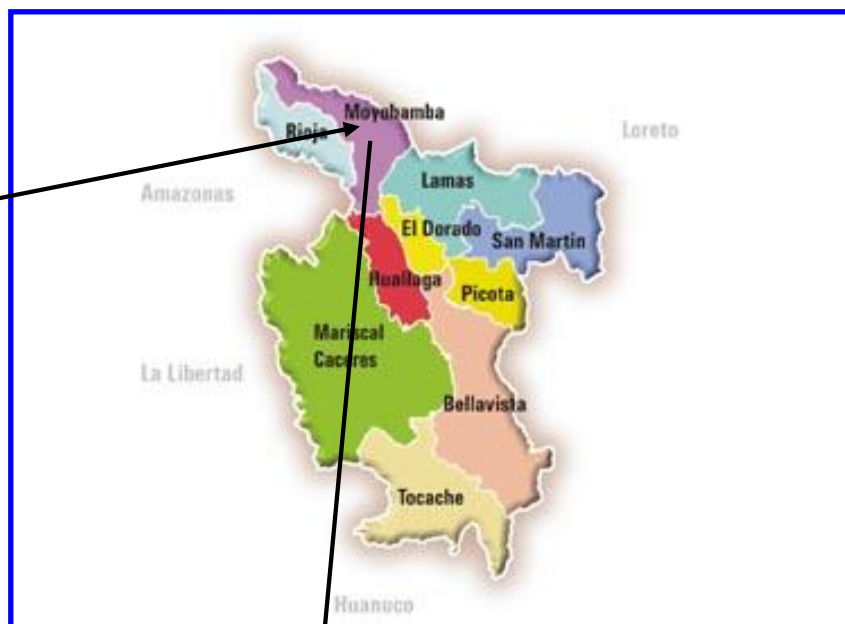 Moyobamba
Rioja
Loreto
Lamas
Amazonas
El Dorado
San Martin
Huallaga
Picota
Mariscal
Caceres
La Libertad
Bellavista
Tocache
Huanuco